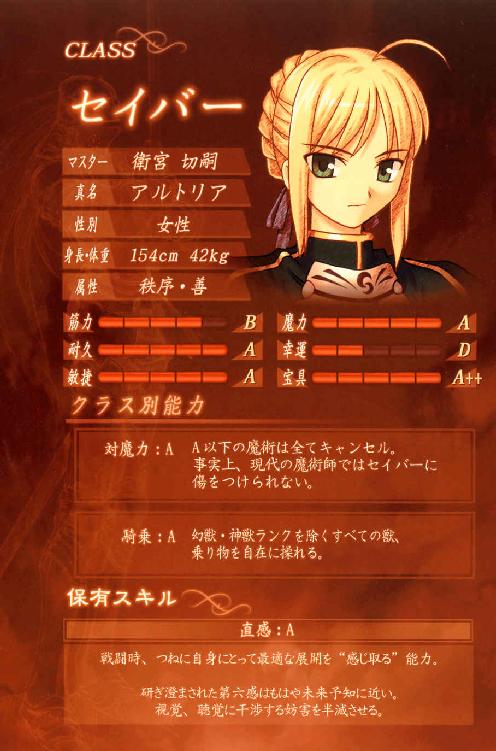 CLASS
セイバー
マスター 衛宮 切嗣
真名 アルトリア
性別 女性
身長・体重 154cm 42kg
属性 秩序・善
筋力 B 魔力 A
耐久 A 幸運 D
敏捷 A 宝具 A++
クラス別能力
対魔力：A A以下の魔術は全てキャンセル。
事実上、現代の魔術師ではセイバーに
傷をつけられない。
騎乗：A 幻獣・神獣ランクを除くすべての獣、
乗り物を自在に操れる。
保有スキル
直感：A
戦闘時、つねに自身にとって最適な展開を“感じ取る”能力。
研ぎ澄まされた第六感はもはや未来予知に近い。
視覚、聴覚に干渉する妨害を半減させる。